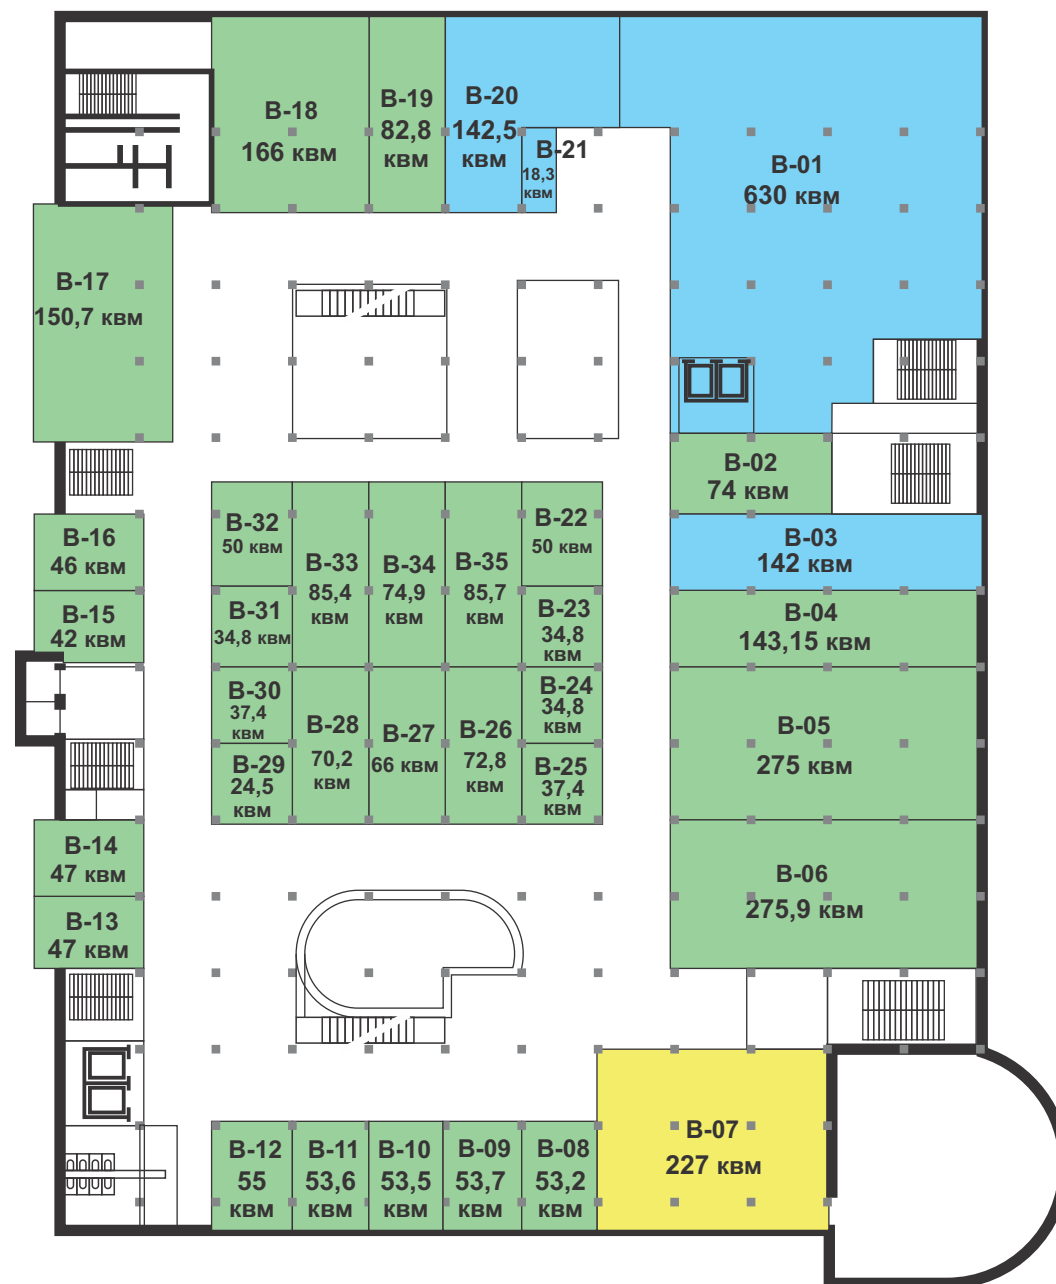 В-18
166 квм
В-19
82,8
квм
В-20
142,5
квм
В-21
18,3
квм
В-01
630 квм
В-17
150,7 квм
В-02
74 квм
В-03
142 квм
В-04
143,15 квм
В-05
275 квм
В-06
275,9 квм
В-16
46 квм
В-15
42 квм
В-32
50 квм
В-33
85,4
квм
В-34
74,9
квм
В-35
85,7
квм
В-22
50 квм
В-31
34,8 квм
В-23
34,8
квм
В-30
37,4
квм
В-29
24,5
квм
В-28
70,2
квм
В-27
66 квм
В-26
72,8
квм
В-24
34,8
квм
В-25
37,4
квм
В-14
47 квм
В-13
47 квм
В-12
55
квм
В-11
53,6
квм
В-10
53,5
квм
В-09
53,7
квм
В-08
53,2
квм
В-07
227 квм